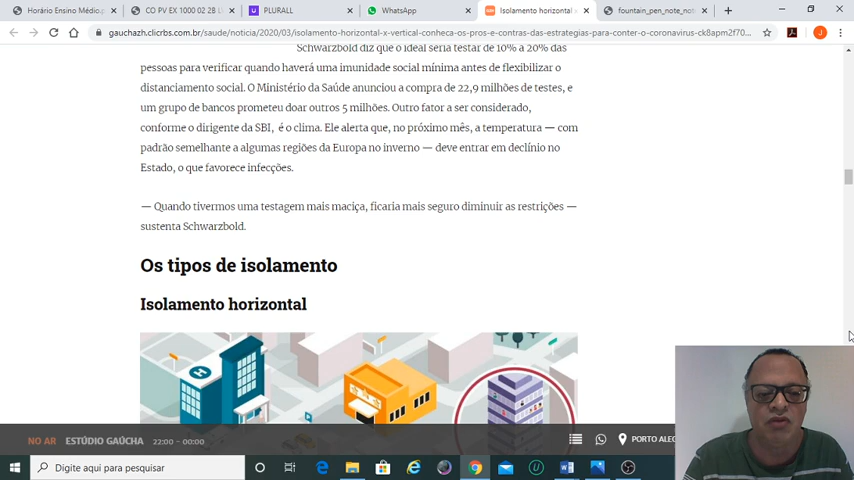 Horário Ensino Médio.p
CO PV EX 1000 02 2B L
PLURALL
WhatsApp
Isolamento horizontal x
fountain_pen_note_not
gauchazh.clicrbs.com.br/saude/noticia/2020/03/isolamento-horizontal-x-vertical-conheca-os-pros-e-contras-das-estrategias-para-conter-o-coronavirus-ck8apm2f70...
Schwarzbold diz que o ideal seria testar de 10% a 20% das
pessoas para verificar quando haverá uma imunidade social mínima antes de flexibilizar o
distanciamento social. O Ministério da Saúde anunciou a compra de 22,9 milhões de testes, e
um grupo de bancos prometeu doar outros 5 milhões. Outro fator a ser considerado,
conforme o dirigente da SBI, é o clima. Ele alerta que, no próximo mês, a temperatura — com
padrão semelhante a algumas regiões da Europa no inverno — deve entrar em declínio no
Estado, o que favorece infecções.
— Quando tivermos uma testagem mais maciça, ficaria mais seguro diminuir as restrições —
sustenta Schwarzbold.
Os tipos de isolamento
Isolamento horizontal
H
NO AR ESTÚDIO GAÚCHA 22:00 - 00:00
PORTO ALEG
Digite aqui para pesquisar